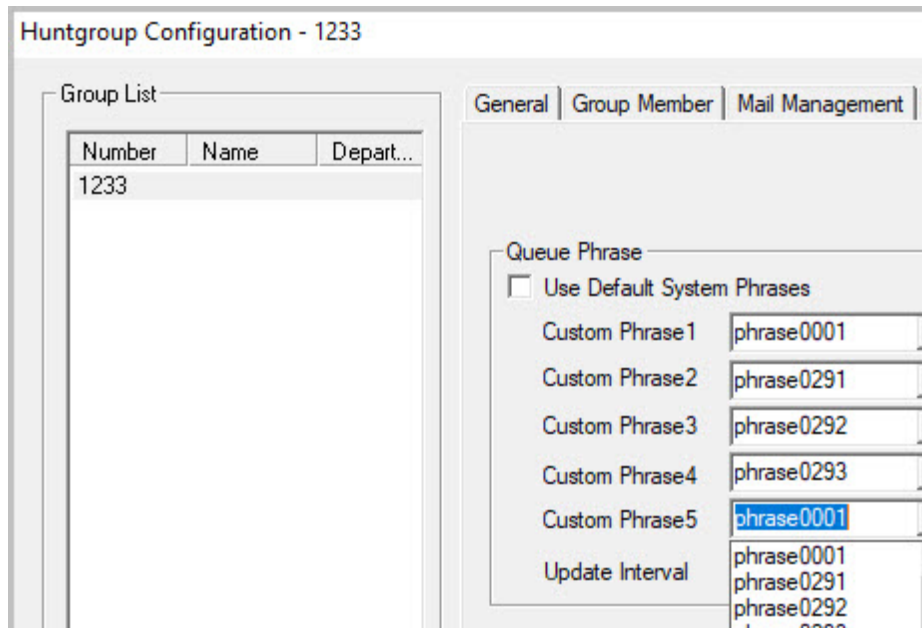 Huntgroup Configuration - 1233
Group List
Number Name Depart...
1233
General Group Member Mail Management
Queue Phrase
Use Default System Phrases
Custom Phrase1 phrase0001
Custom Phrase2 phrase0291
Custom Phrase3 phrase0292
Custom Phrase4 phrase0293
Custom Phrase5 phrase0001
Update Interval
phrase0001
phrase0291
phrase0292